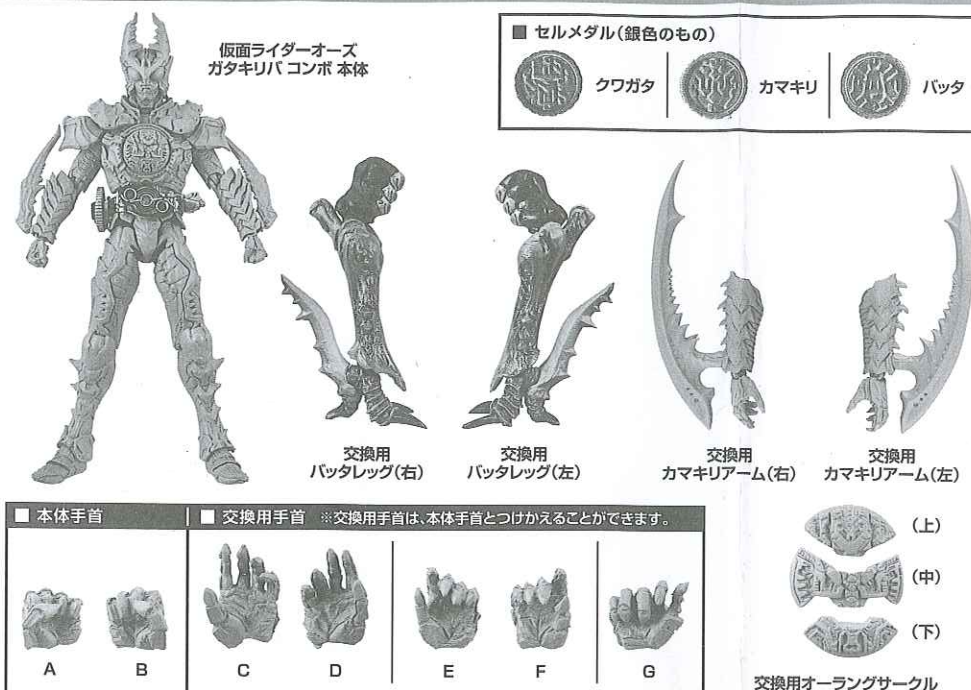 仮面ライダーオーズ
ガタキリバ コンボ 本体
■ セルメダル(銀色のもの)
クワガタ
カマキリ
バッタ
交換用
バッタレッグ(右)
交換用
バッタレッグ(左)
交換用
カマキリアーム(右)
交換用
カマキリアーム(左)
■ 本体手首
■ 交換用手首 ※交換用手首は、本体手首とつけかえることができます。
A
B
C
D
E
F
G
(上)
(中)
(下)
交換用オーラングサークル